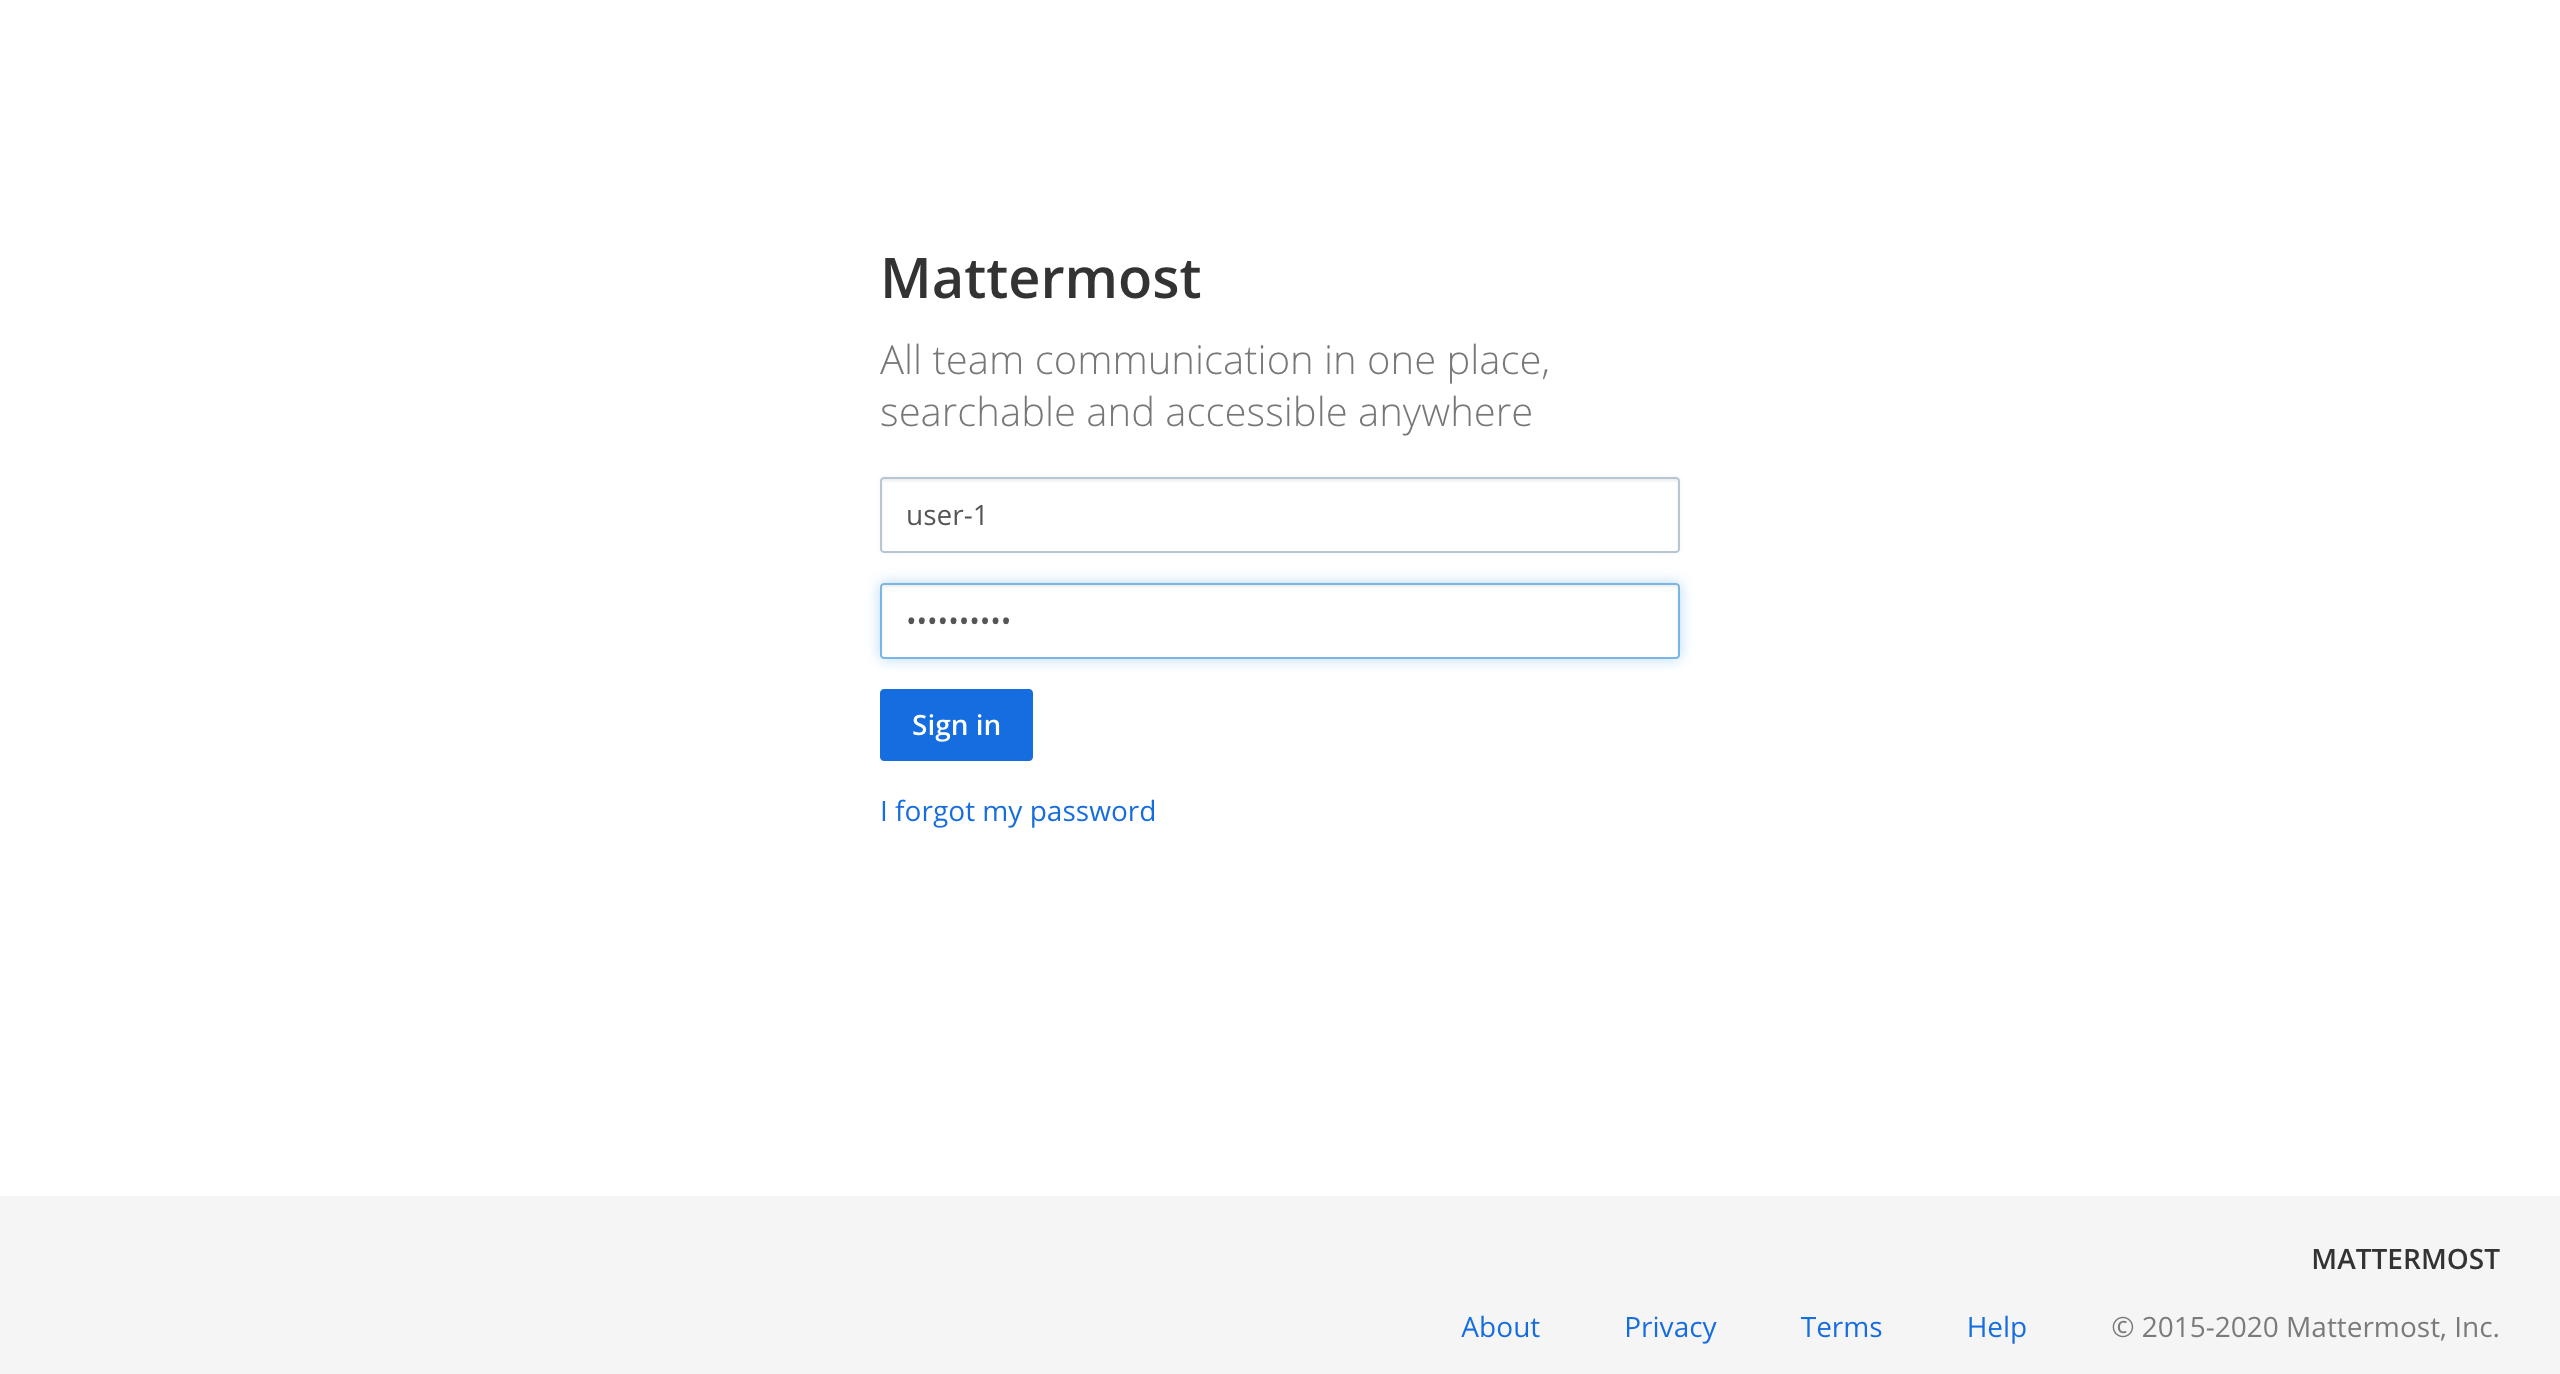 Mattermost
All team communication in one place,
searchable and accessible anywhere
user-1
••••••••••
Sign in
I forgot my password
MATTERMOST
About Privacy Terms Help © 2015-2020 Mattermost, Inc.